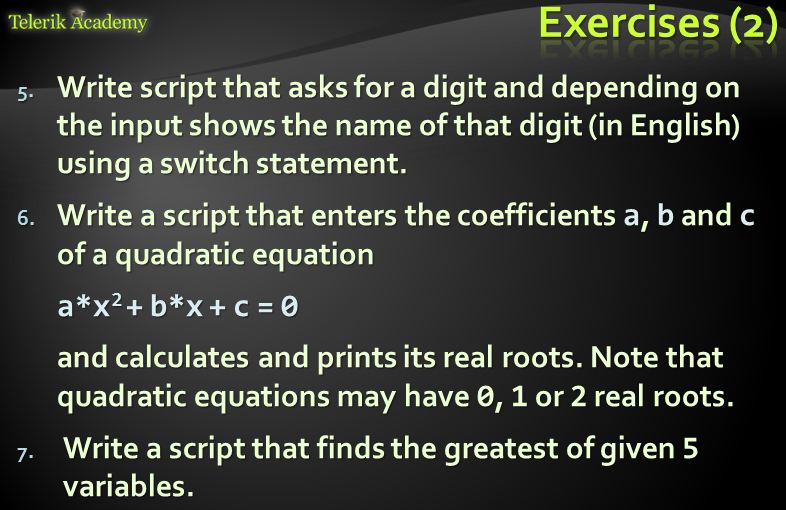 Telerik Academy
Exercises (2)
5. Write script that asks for a digit and depending on
the input shows the name of that digit (in English)
using a switch statement.
6. Write a script that enters the coefficients a, b and c
of a quadratic equation
a*x² + b*x + c = 0
and calculates and prints its real roots. Note that
quadratic equations may have 0, 1 or 2 real roots.
7. Write a script that finds the greatest of given 5
variables.